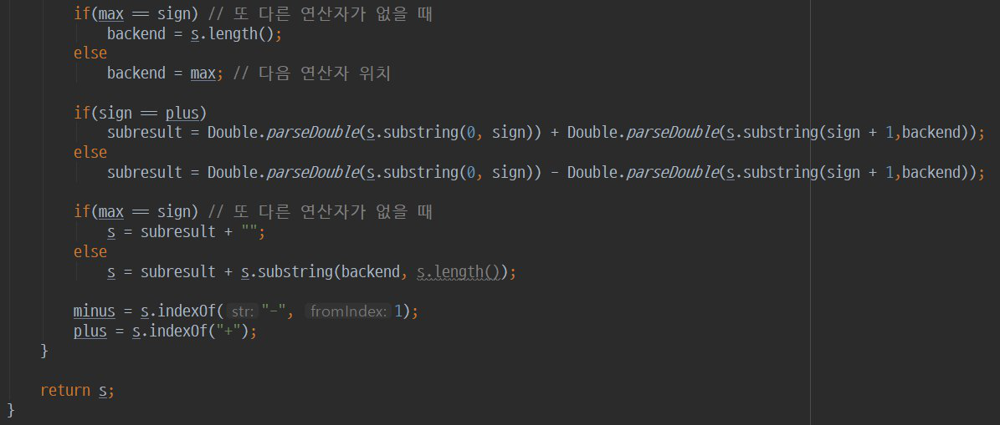 if(max == sign) // 또 다른 연산자가 없을 때
backend = s.length();
else
backend = max; // 다음 연산자 위치
if(sign == plus)
subresult = Double.parseDouble(s.substring(0, sign)) + Double.parseDouble(s.substring(sign + 1,backend));
else
subresult = Double.parseDouble(s.substring(0, sign)) - Double.parseDouble(s.substring(sign + 1,backend));
if(max == sign) // 또 다른 연산자가 없을 때
s = subresult + "";
else
s = subresult + s.substring(backend, s.length());
minus = s.indexOf( str: "-", fromIndex: 1);
plus = s.indexOf("+");
}
return s;
}